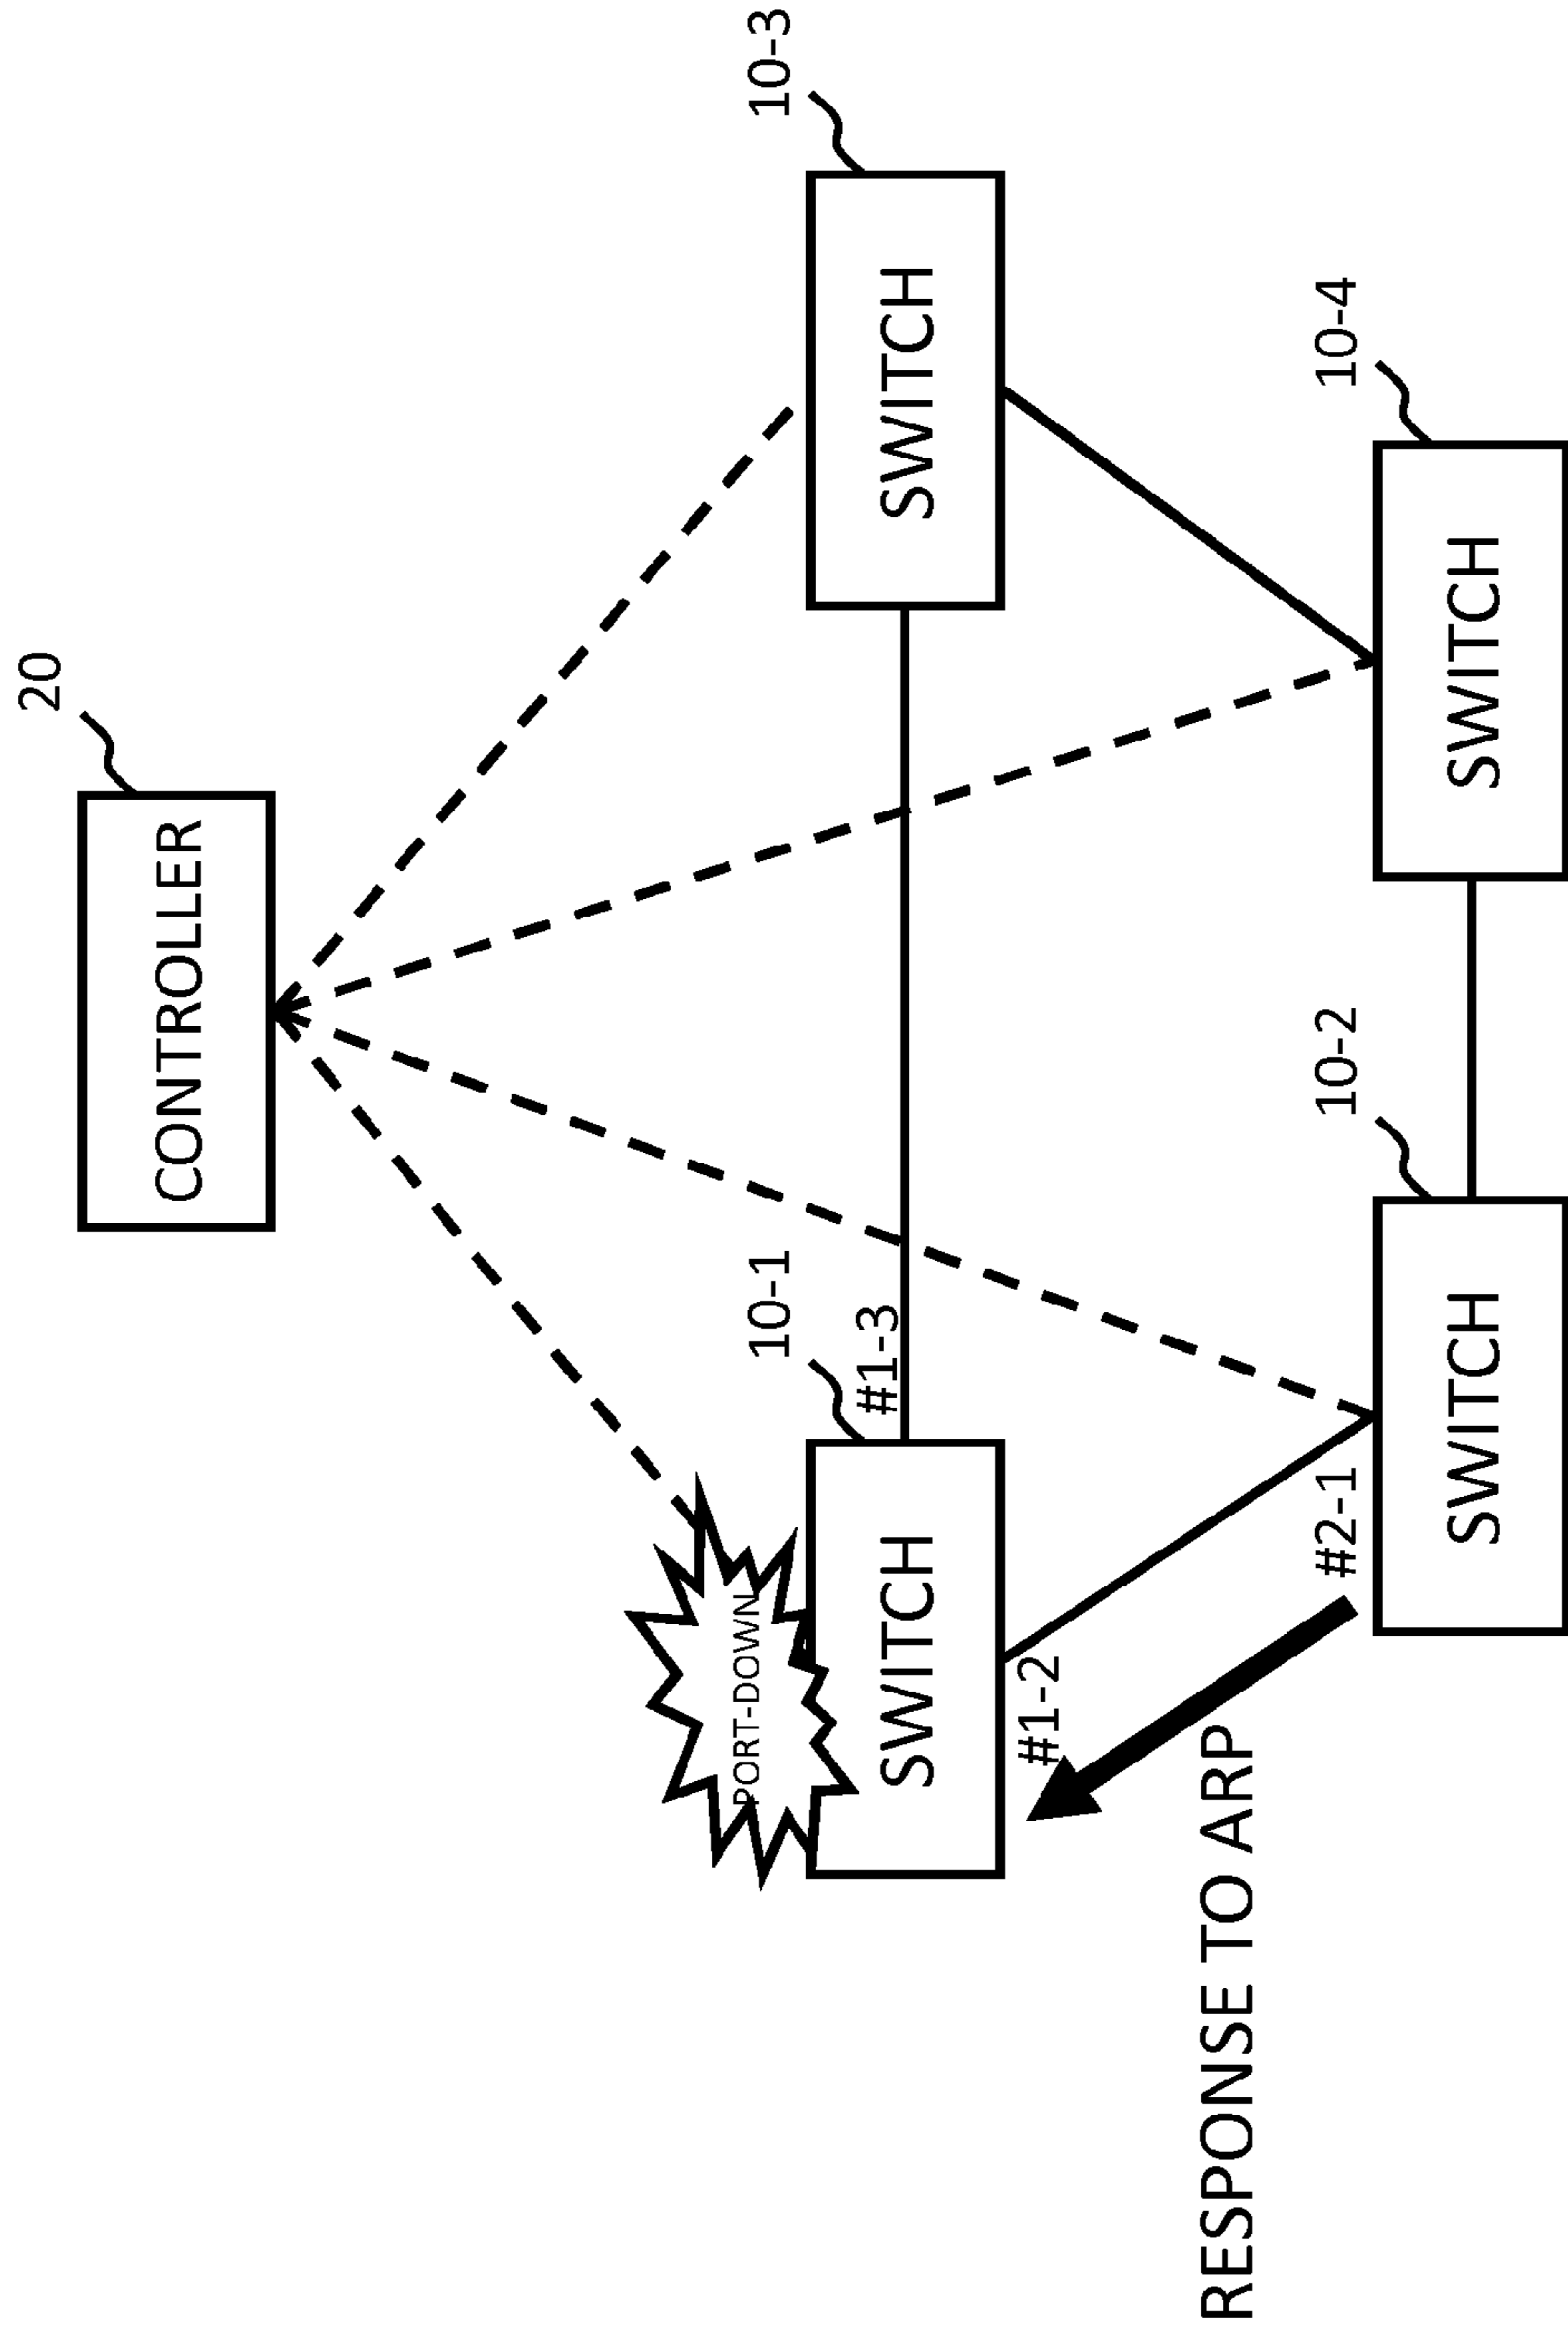 20
CONTROLLER
10-1
10-3
PORT-DOWN
#1-3
SWITCH
SWITCH
#1-2
RESPONSE TO ARP
10-2
10-4
#2-1
SWITCH
SWITCH